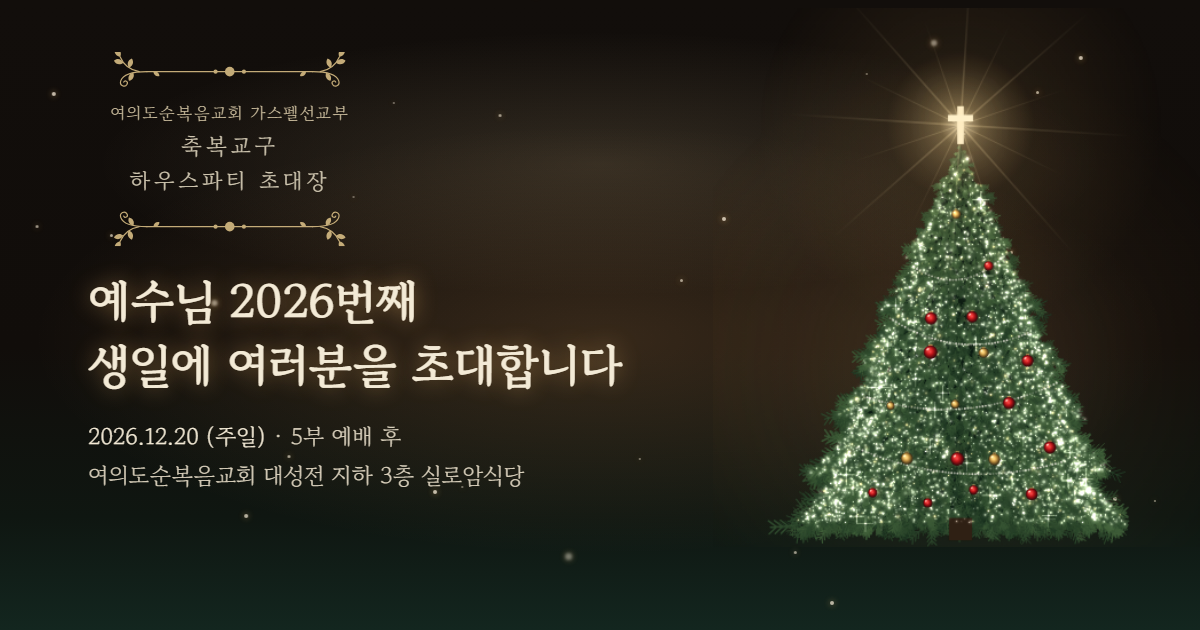 여의도순복음교회 가스펠선교부
축복교구
하우스파티 초대장
예수님 2026번째
생일에 여러분을 초대합니다
2026.12.20 (주일) · 5부 예배 후
여의도순복음교회 대성전 지하 3층 실로암식당